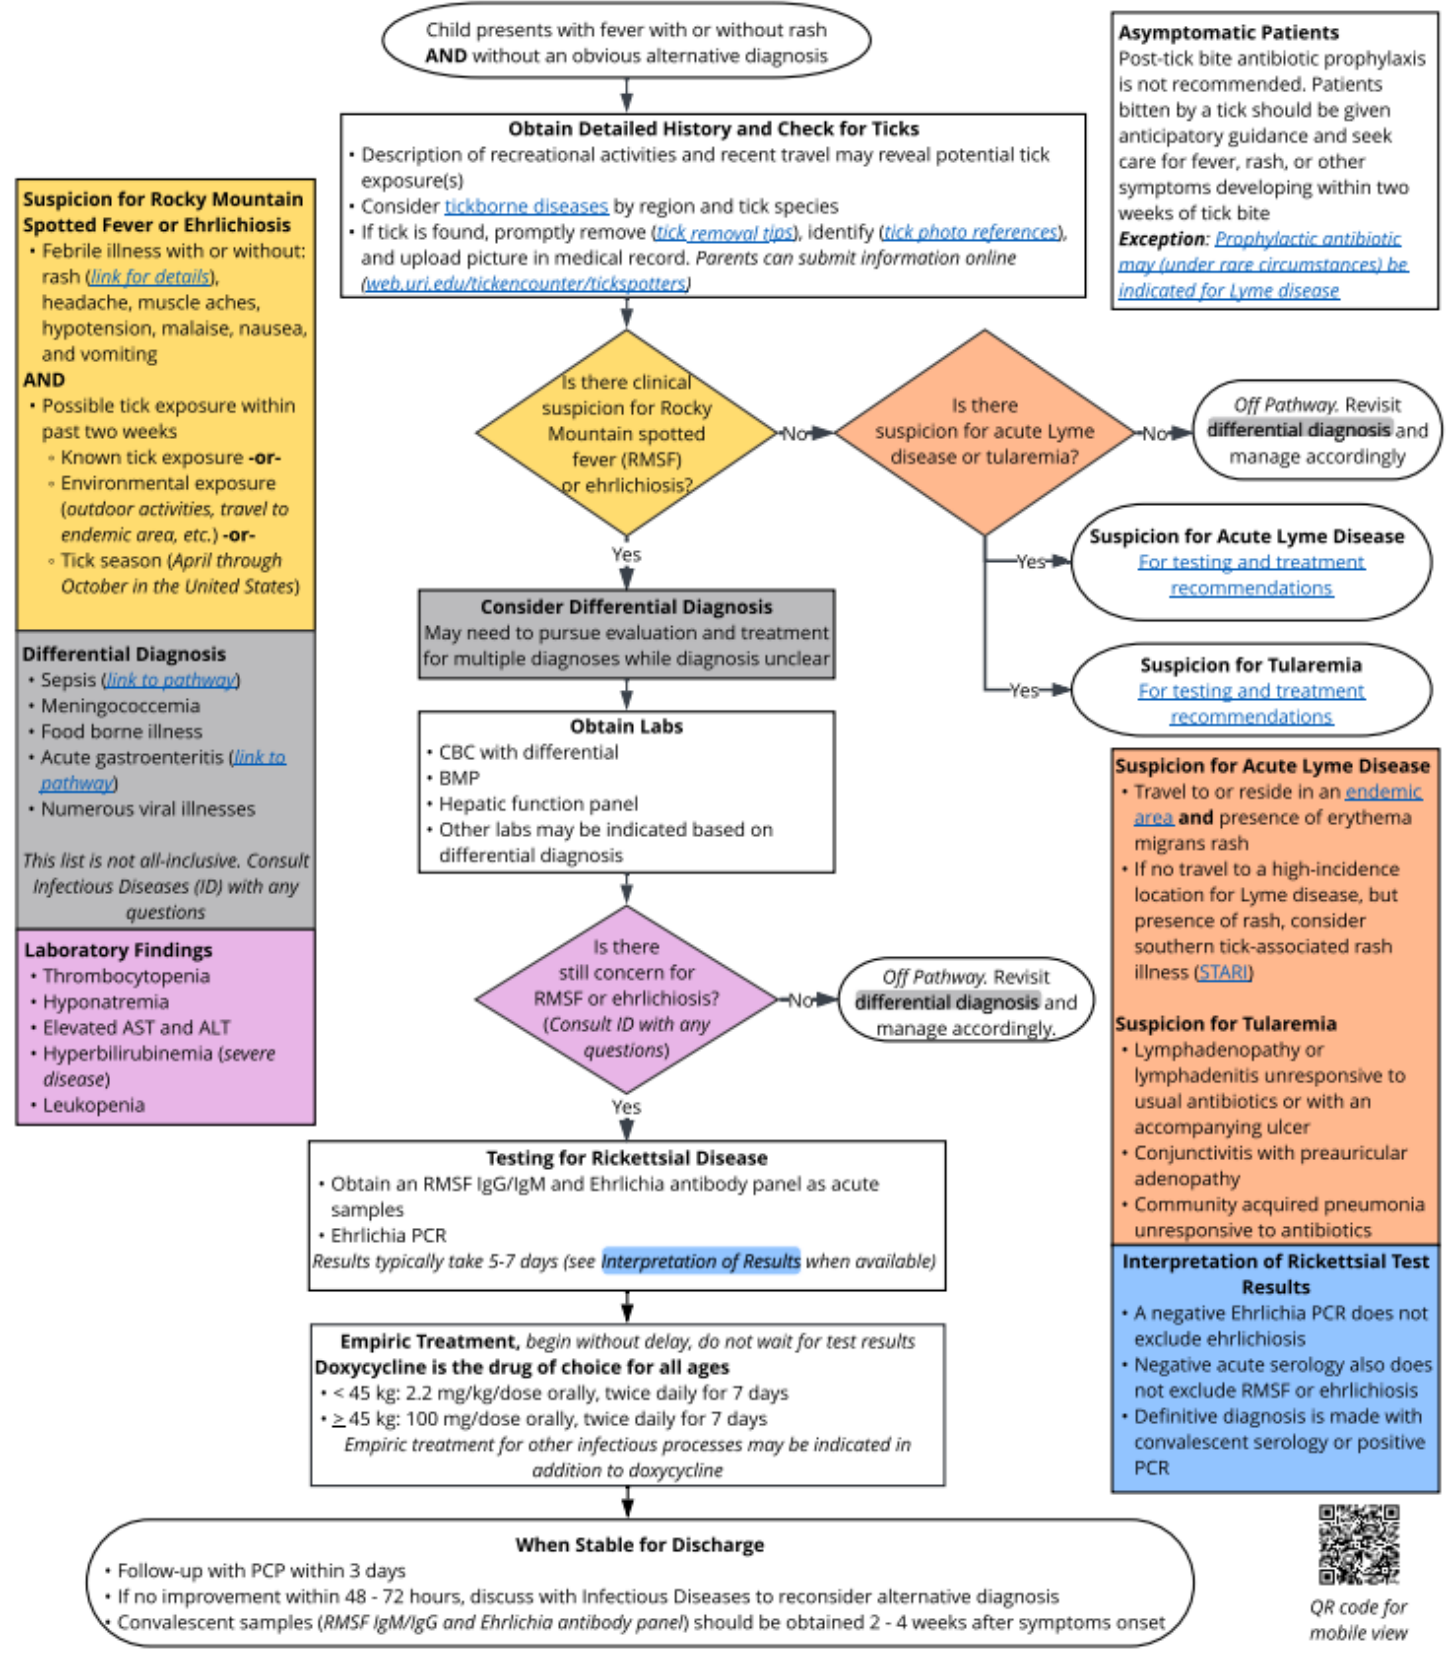 Child presents with fever with or without rash
AND without an obvious alternative diagnosis
Asymptomatic Patients
Post-tick bite antibiotic prophylaxis
is not recommended. Patients
bitten by a tick should be given
anticipatory guidance and seek
care for fever, rash, or other
symptoms developing within two
weeks of tick bite
Exception: Prophylactic antibiotic
may (under rare circumstances) be
indicated for Lyme disease
Obtain Detailed History and Check for Ticks
• Description of recreational activities and recent travel may reveal potential tick
exposure(s)
• Consider tickborne diseases by region and tick species
• If tick is found, promptly remove (tick removal tips), identify (tick photo references),
and upload picture in medical record. Parents can submit information online
(web.uri.edu/tickencounter/tickspotters)
Suspicion for Rocky Mountain
Spotted Fever or Ehrlichiosis
• Febrile illness with or without:
rash (link for details),
headache, muscle aches,
hypotension, malaise, nausea,
and vomiting
AND
• Possible tick exposure within
past two weeks
◦ Known tick exposure -or-
◦ Environmental exposure
(outdoor activities, travel to
endemic area, etc.) -or-
◦ Tick season (April through
October in the United States)
Differential Diagnosis
• Sepsis (link to pathway)
• Meningococcemia
• Food borne illness
• Acute gastroenteritis (link to
pathway)
• Numerous viral illnesses
This list is not all-inclusive. Consult
Infectious Diseases (ID) with any
questions
Laboratory Findings
• Thrombocytopenia
• Hyponatremia
• Elevated AST and ALT
• Hyperbilirubinemia (severe
disease)
• Leukopenia
Is there clinical
suspicion for Rocky
Mountain spotted
fever (RMSF)
or ehrlichiosis?
No
Is there
suspicion for acute Lyme
disease or tularemia?
No
Off Pathway. Revisit
differential diagnosis and
manage accordingly
Yes
Suspicion for Acute Lyme Disease
For testing and treatment
recommendations
Yes
Suspicion for Tularemia
For testing and treatment
recommendations
Yes
Consider Differential Diagnosis
May need to pursue evaluation and treatment
for multiple diagnoses while diagnosis unclear
Obtain Labs
• CBC with differential
• BMP
• Hepatic function panel
• Other labs may be indicated based on
differential diagnosis
Is there
still concern for
RMSF or ehrlichiosis?
(Consult ID with any
questions)
No
Off Pathway. Revisit
differential diagnosis and
manage accordingly.
Yes
Testing for Rickettsial Disease
• Obtain an RMSF IgG/IgM and Ehrlichia antibody panel as acute
samples
• Ehrlichia PCR
Results typically take 5-7 days (see Interpretation of Results when available)
Empiric Treatment, begin without delay, do not wait for test results
Doxycycline is the drug of choice for all ages
• < 45 kg: 2.2 mg/kg/dose orally, twice daily for 7 days
• ≥ 45 kg: 100 mg/dose orally, twice daily for 7 days
Empiric treatment for other infectious processes may be indicated in
addition to doxycycline
When Stable for Discharge
• Follow-up with PCP within 3 days
• If no improvement within 48 - 72 hours, discuss with Infectious Diseases to reconsider alternative diagnosis
• Convalescent samples (RMSF IgM/IgG and Ehrlichia antibody panel) should be obtained 2 - 4 weeks after symptoms onset
Suspicion for Acute Lyme Disease
• Travel to or reside in an endemic
area and presence of erythema
migrans rash
• If no travel to a high-incidence
location for Lyme disease, but
presence of rash, consider
southern tick-associated rash
illness (STARI)
Suspicion for Tularemia
• Lymphadenopathy or
lymphadenitis unresponsive to
usual antibiotics or with an
accompanying ulcer
• Conjunctivitis with preauricular
adenopathy
• Community acquired pneumonia
unresponsive to antibiotics
Interpretation of Rickettsial Test
Results
• A negative Ehrlichia PCR does not
exclude ehrlichiosis
• Negative acute serology also does
not exclude RMSF or ehrlichiosis
• Definitive diagnosis is made with
convalescent serology or positive
PCR
QR code for
mobile view